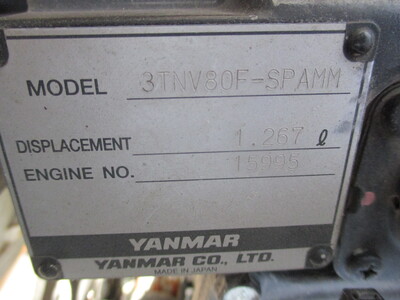 MODEL 3TNV80F-SPAMM
DISPLACEMENT 1.267 ℓ
ENGINE NO. 15005
YANMAR
YANMAR CO., LTD.
MADE IN JAPAN